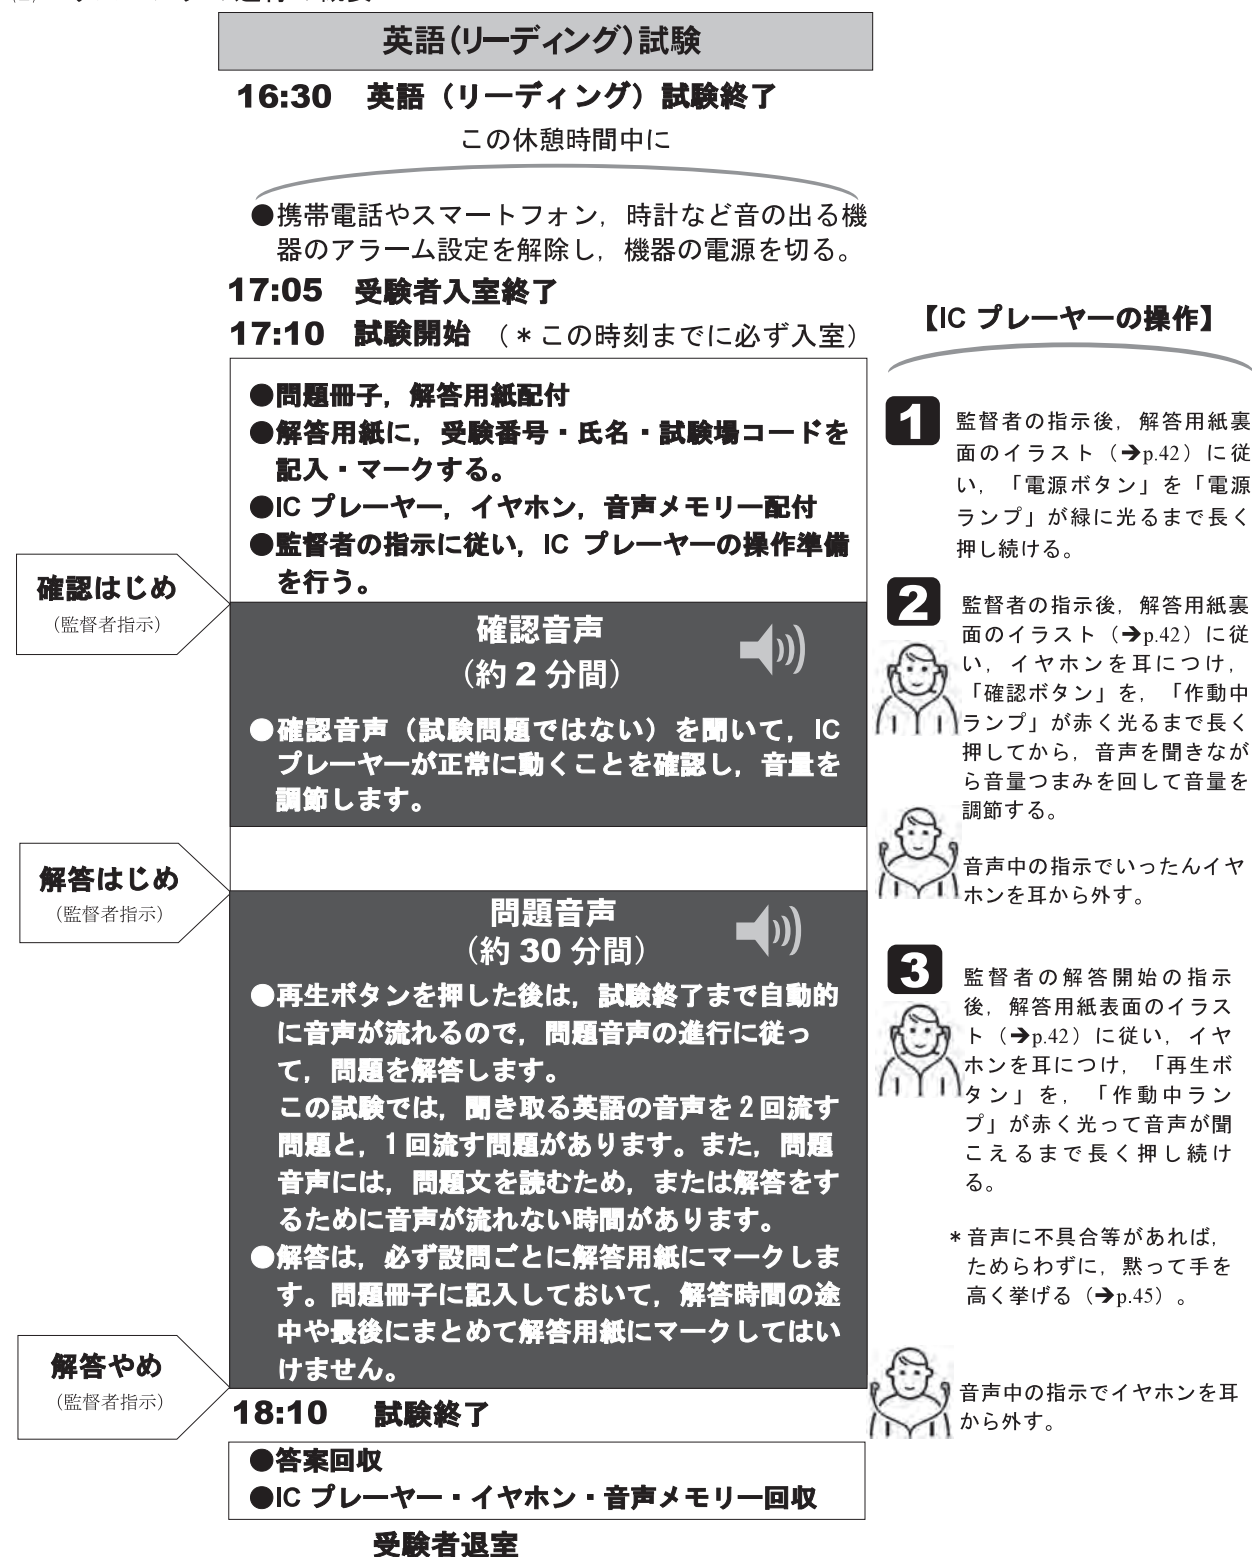 英語(リーディング)試験
16:30 英語（リーディング）試験終了
この休憩時間中に
●携帯電話やスマートフォン，時計など音の出る機
器のアラーム設定を解除し，機器の電源を切る。
17:05 受験者入室終了
17:10 試験開始（＊この時刻までに必ず入室）
●問題冊子，解答用紙配付
●解答用紙に，受験番号・氏名・試験場コードを
記入・マークする。
●IC プレーヤー，イヤホン，音声メモリー配付
●監督者の指示に従い，IC プレーヤーの操作準備
を行う。
確認はじめ
（監督者指示）
確認音声
（約 2 分間）
●確認音声（試験問題ではない）を聞いて，IC
プレーヤーが正常に動くことを確認し，音量を
調節します。
解答はじめ
（監督者指示）
問題音声
（約 30 分間）
●再生ボタンを押した後は，試験終了まで自動的
に音声が流れるので，問題音声の進行に従っ
て，問題を解答します。
この試験では，聞き取る英語の音声を2回流す
問題と，1回流す問題があります。また，問題
音声には，問題文を読むため，または解答をす
るために音声が流れない時間があります。
●解答は，必ず設問ごとに解答用紙にマークしま
す。問題冊子に記入しておいて，解答時間の途
中や最後にまとめて解答用紙にマークしてはい
けません。
解答やめ
（監督者指示）
18:10 試験終了
●答案回収
●IC プレーヤー・イヤホン・音声メモリー回収
受験者退室
【IC プレーヤーの操作】
1
監督者の指示後，解答用紙裏
面のイラスト（➔p.42）に従
い，「電源ボタン」を「電源
ランプ」が緑に光るまで長く
押し続ける。
2
監督者の指示後，解答用紙裏
面のイラスト（➔p.42）に従
い，イヤホンを耳につけ，
「確認ボタン」を，「作動中
ランプ」が赤く光るまで長く
押してから，音声を聞きなが
ら音量つまみを回して音量を
調節する。
音声中の指示でいったんイヤ
ホンを耳から外す。
3
監督者の解答開始の指示
後，解答用紙表面のイラス
ト（➔p.42）に従い，イヤ
ホンを耳につけ，「再生ボ
タン」を，「作動中ラン
プ」が赤く光って音声が聞
こえるまで長く押し続け
る。
＊音声に不具合等があれば，
ためらわずに，黙って手を
高く挙げる（➔p.45）。
音声中の指示でイヤホンを耳
から外す。